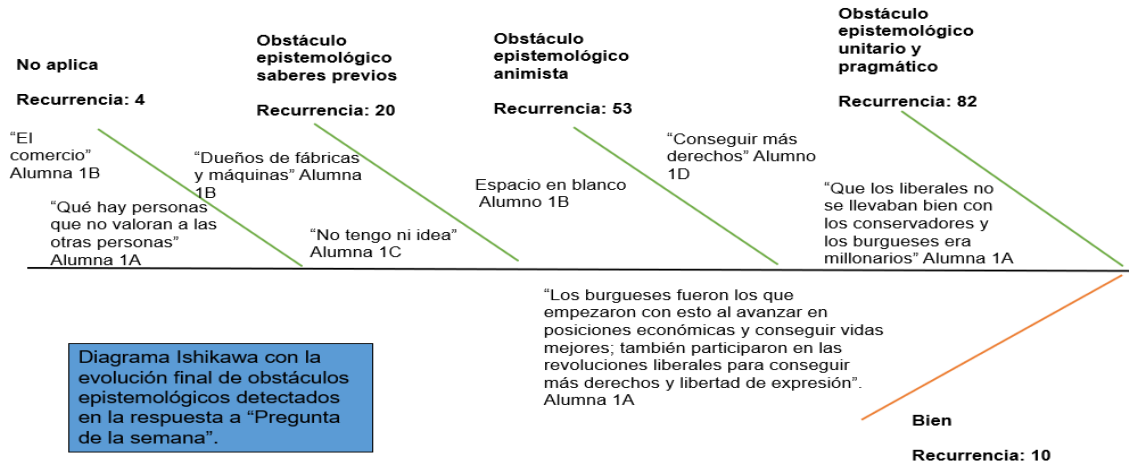 No aplica
Recurrencia: 4
"El
comercio"
Alumna 1B
"Qué hay personas
que no valoran a las
otras personas"
Alumna 1A
Obstáculo
epistemológico
saberes previos
Recurrencia: 20
"Dueños de fábricas
y máquinas" Alumna
1B
"No tengo ni idea"
Alumna 1C
Obstáculo
epistemológico
animista
Recurrencia: 53
Espacio en blanco
Alumno 1B
Obstáculo
epistemológico
unitario y
pragmático
Recurrencia: 82
"Conseguir más
derechos" Alumno
1D
"Que los liberales no
se llevaban bien con
los conservadores y
los burgueses era
millonarios" Alumna 1A
"Los burgueses fueron los que
empezaron con esto al avanzar en
posiciones económicas y conseguir vidas
mejores; también participaron en las
revoluciones liberales para conseguir
más derechos y libertad de expresión".
Alumna 1A
Bien
Recurrencia: 10
Diagrama Ishikawa con la
evolución final de obstáculos
epistemológicos detectados
en la respuesta a "Pregunta
de la semana".